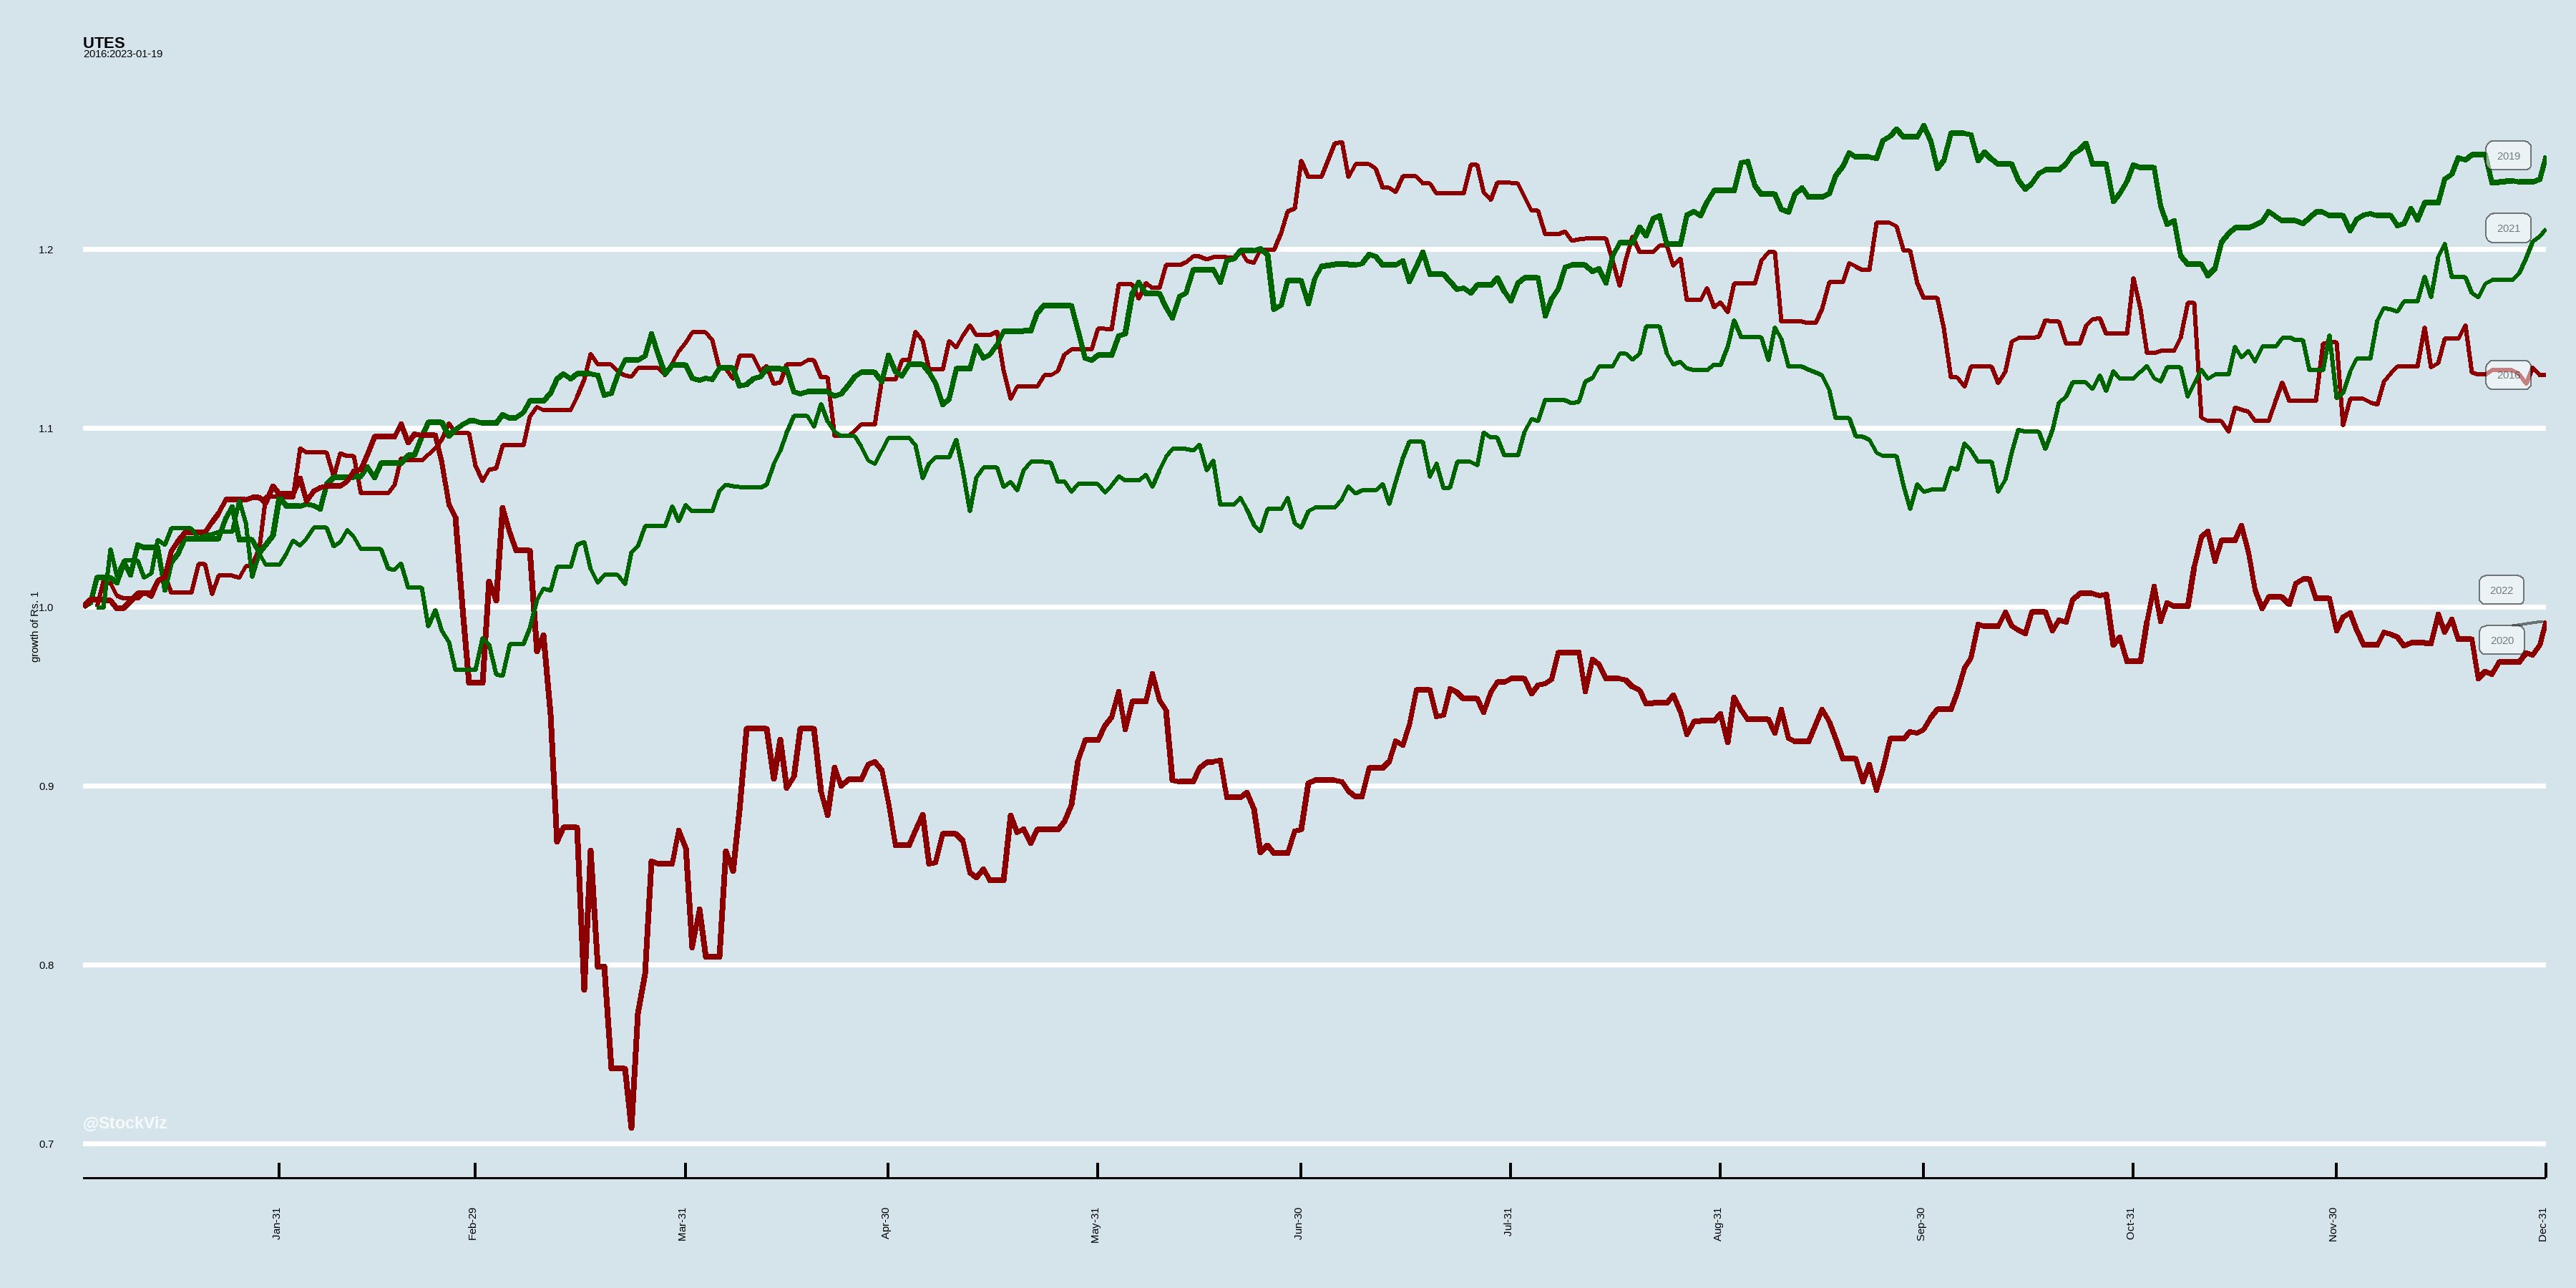 UTES
2016:2023-01-19
2019
1.2
2021
2016
1.1
2022
1.0
growth of Rs. 1
2020
0.9
0.8
@StockViz
0.7
Jan-31
Feb-29
Mar-31
Apr-30
May-31
Jun-30
Jul-31
Aug-31
Sep-30
Oct-31
Nov-30
Dec-31